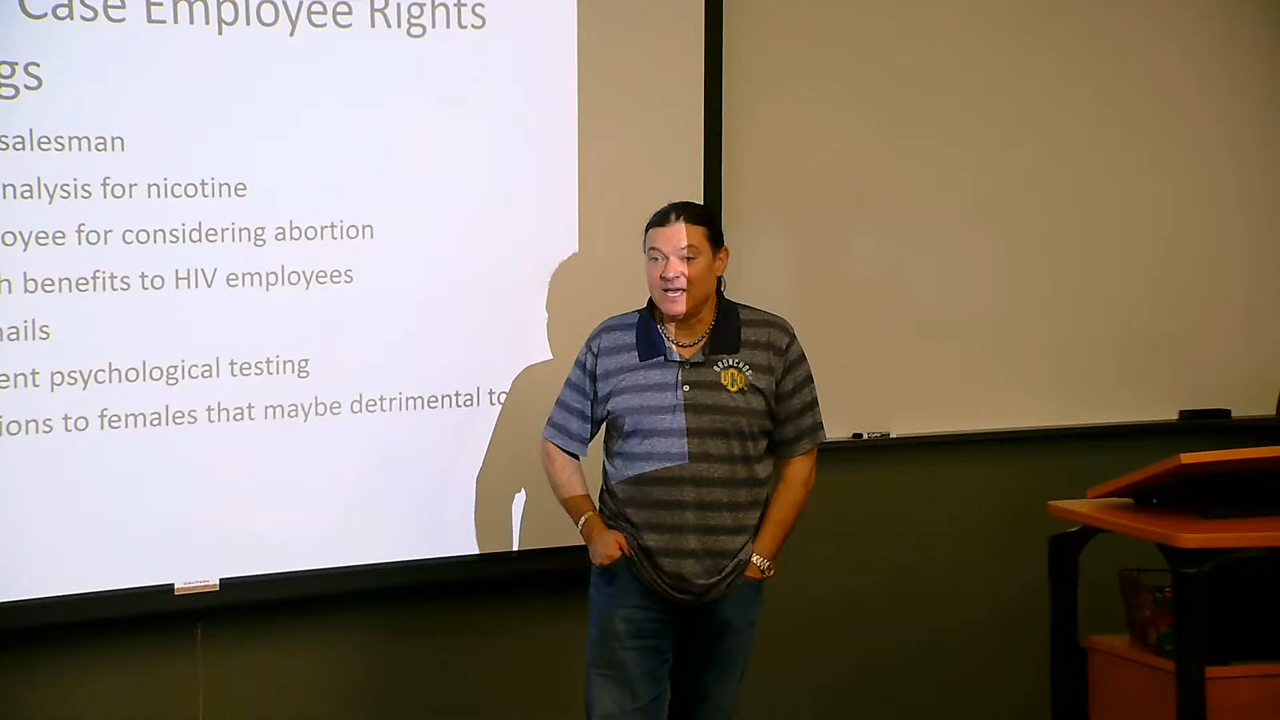 Case Employee Rights
gs
salesman
nalysis for nicotine
oyee for considering abortion
h benefits to HIV employees
nails
ent psychological testing
ions to females that maybe detrimental to
BRONCHOS
UCO